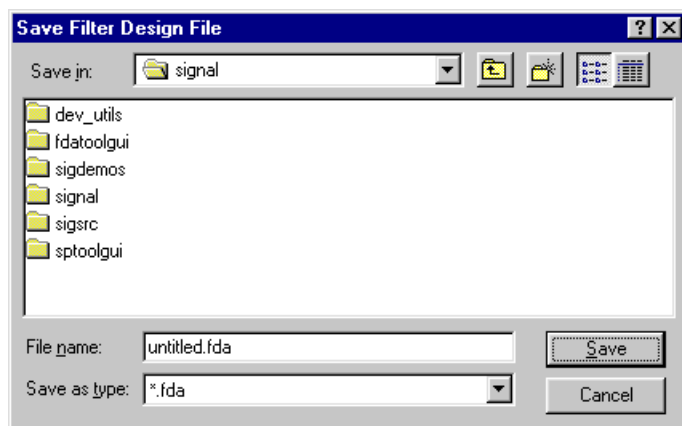 Save Filter Design File
Save in: signal
dev_utils
fdatoolgui
sigdemos
signal
sigsrc
sptoolgui
File name: untitled.fda Save
Save as type: *.fda Cancel